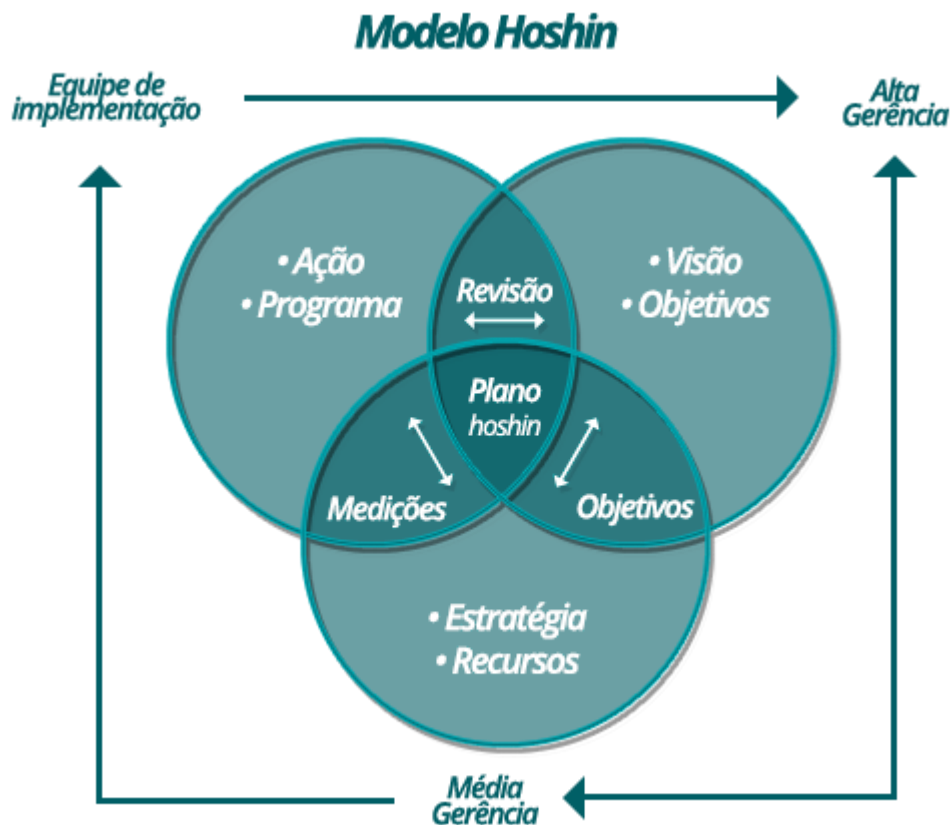 Modelo Hoshin
Equipe de
implementação
Alta
Gerência
• Ação
• Programa
Revisão
• Visão
• Objetivos
Plano
hoshin
Medições
Objetivos
• Estratégia
• Recursos
Média
Gerência